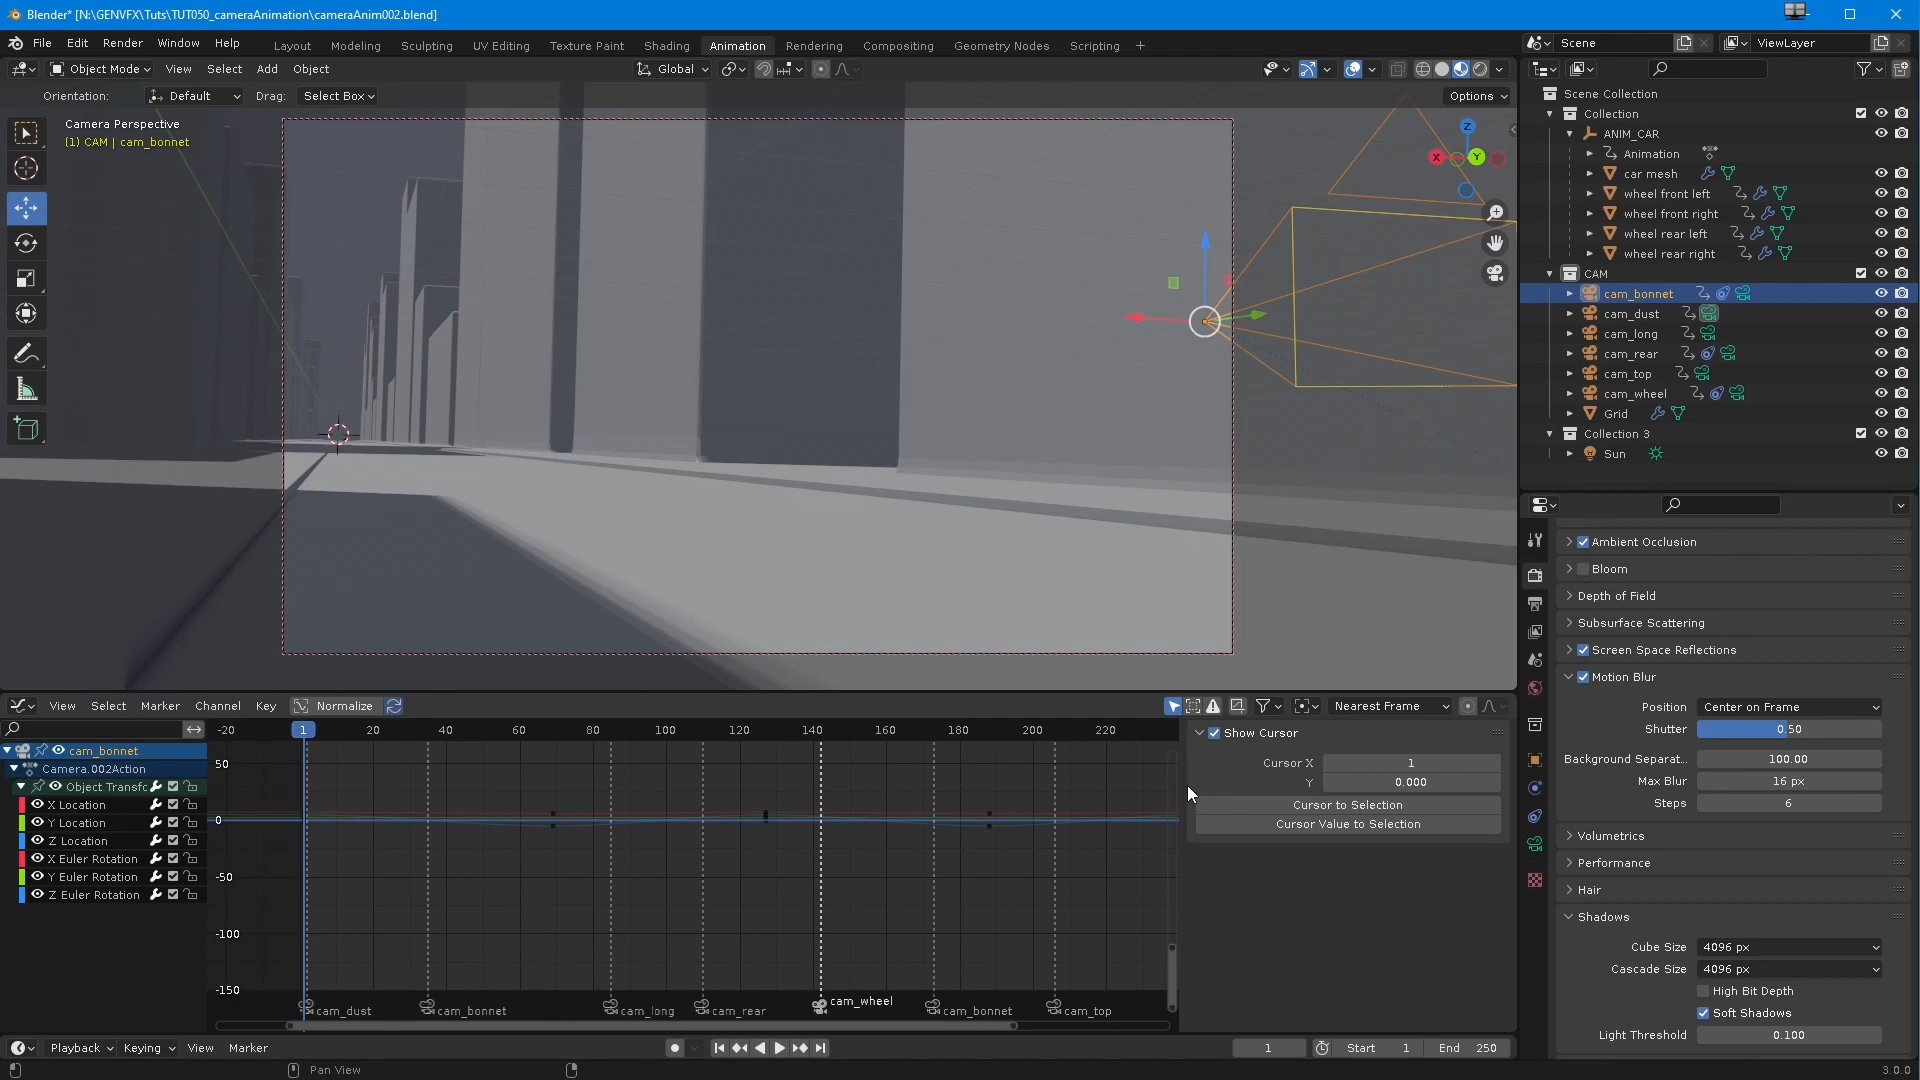 Blender* [N:\GENVFX\Tuts\TUT050_cameraAnimation\cameraAnim002.blend]
File Edit Render Window Help Layout Modeling Sculpting UV Editing Texture Paint Shading Animation Rendering Compositing Geometry Nodes Scripting + Scene ViewLayer
Object Mode View Select Add Object Global
Orientation: Default Drag: Select Box Options
Camera Perspective
(1) CAM | cam_bonnet
Z
X
Y
Scene Collection
Collection
ANIM_CAR
Animation
car mesh
wheel front left
wheel front right
wheel rear left
wheel rear right
CAM
cam_bonnet
cam_dust
cam_long
cam_rear
cam_top
cam_wheel
Grid
Collection 3
Sun
Ambient Occlusion
Bloom
Depth of Field
Subsurface Scattering
Screen Space Reflections
Motion Blur
Position Center on Frame
Shutter 0.50
Background Separat... 100.00
Max Blur 16 px
Steps 6
Volumetrics
Performance
Hair
Shadows
Cube Size 4096 px
Cascade Size 4096 px
High Bit Depth
Soft Shadows
Light Threshold 0.100
View Select Marker Channel Key Normalize Nearest Frame
-20 1 20 40 60 80 100 120 140 160 180 200 220
cam_bonnet
Camera.002Action
Object Transfo
X Location
Y Location
Z Location
X Euler Rotation
Y Euler Rotation
Z Euler Rotation
50
0
-50
-100
-150
cam_dust cam_bonnet cam_long cam_rear cam_wheel cam_bonnet cam_top
Show Cursor
Cursor X 1
Y 0.000
Cursor to Selection
Cursor Value to Selection
Playback Keying View Marker 1 Start 1 End 250
Pan View 3.0.0